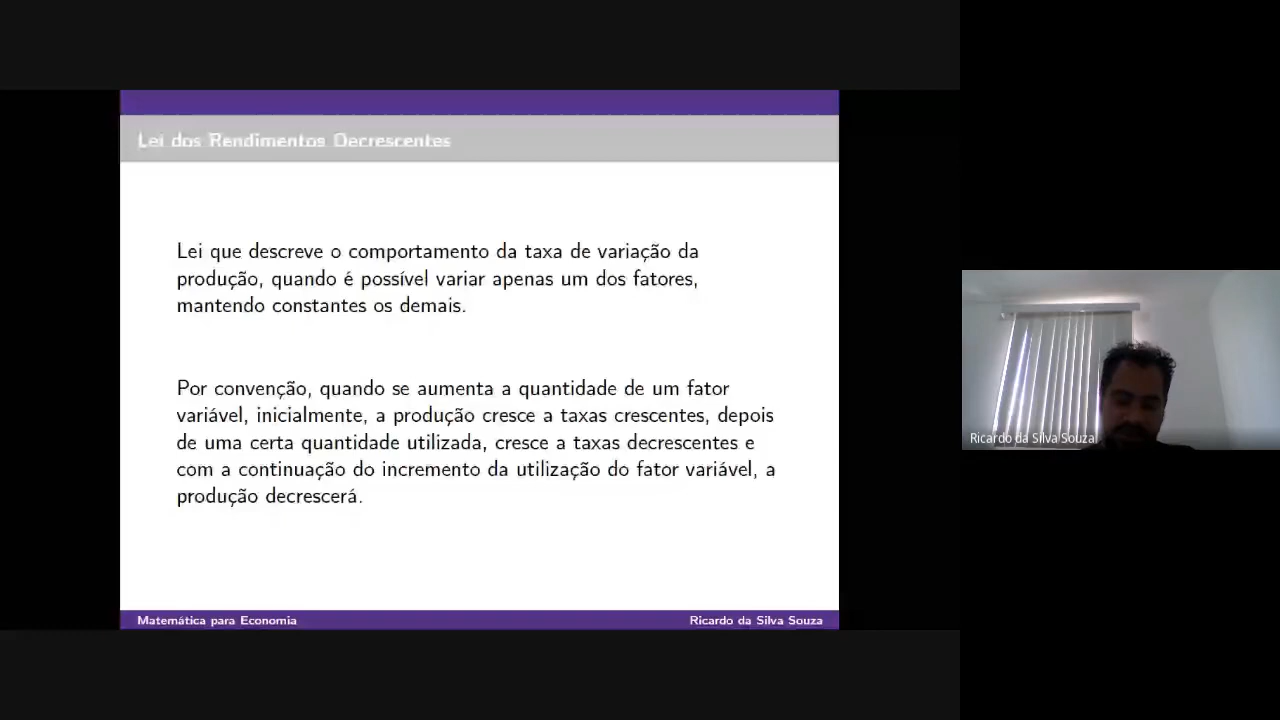 Lei dos Rendimentos Decrescentes
Lei que descreve o comportamento da taxa de variação da
produção, quando é possível variar apenas um dos fatores,
mantendo constantes os demais.
Por convenção, quando se aumenta a quantidade de um fator
variável, inicialmente, a produção cresce a taxas crescentes, depois
de uma certa quantidade utilizada, cresce a taxas decrescentes e
com a continuação do incremento da utilização do fator variável, a
produção decrescerá.
Matemática para Economia
Ricardo da Silva Souza
Ricardo da Silva Souza